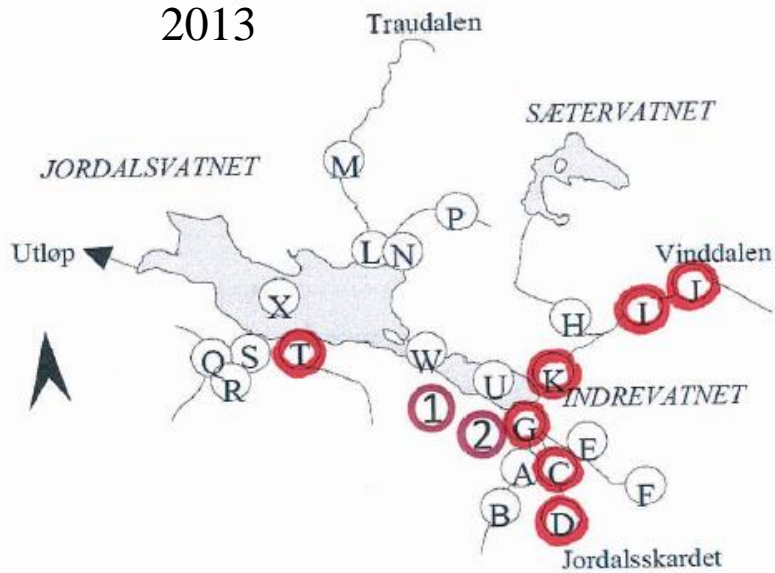 2013
Traudalen
SÆTERVATNET
JORDALSVATNET
M
P
Utløp
L N
Vinddalen
X
J
I
H
Q S T
W
R
K
U
INDREVATNET
1
2 G
E
A C
F
B
D
Jordalsskardet